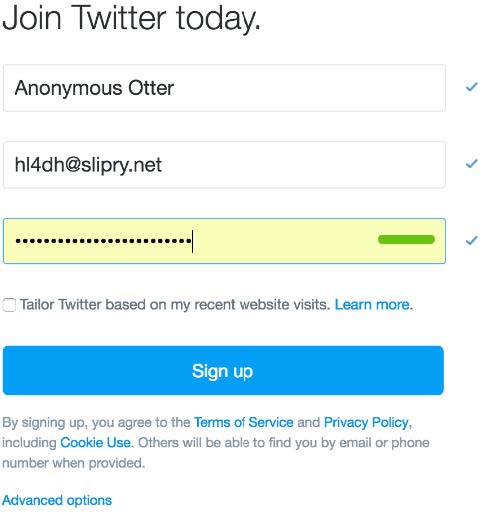 Join Twitter today.
Anonymous Otter
hl4dh@slipry.net
•••••••••••••••••••••••••
Tailor Twitter based on my recent website visits. Learn more.
Sign up
By signing up, you agree to the Terms of Service and Privacy Policy,
including Cookie Use. Others will be able to find you by email or phone
number when provided.
Advanced options